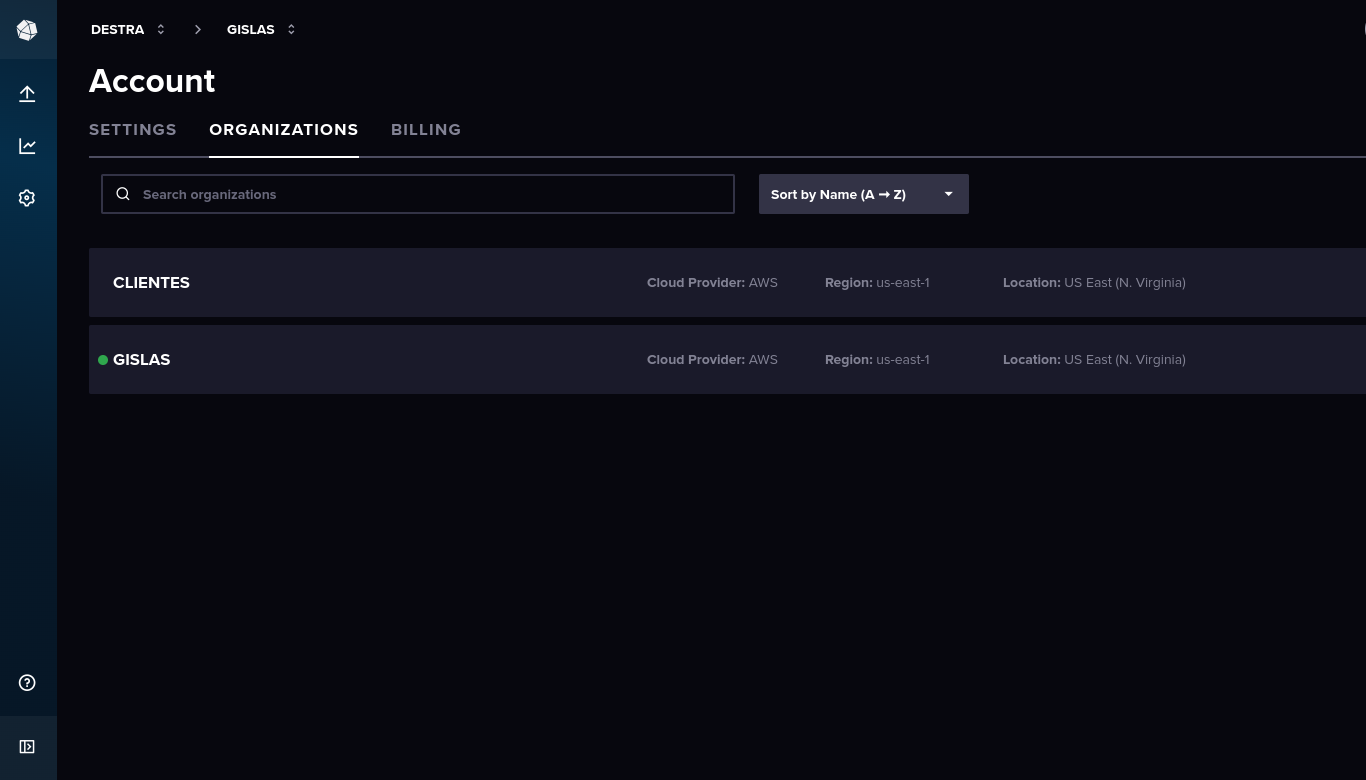 DESTRA GISLAS
Account
SETTINGS ORGANIZATIONS BILLING
Search organizations Sort by Name (A → Z)
CLIENTES Cloud Provider: AWS Region: us-east-1 Location: US East (N. Virginia)
GISLAS Cloud Provider: AWS Region: us-east-1 Location: US East (N. Virginia)